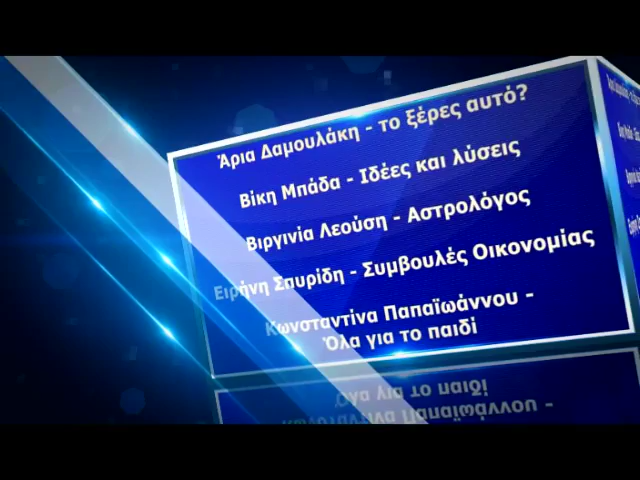 Άρια Δαμουλάκη - το ξέρες αυτό?
Βίκη Μπάδα - Ιδέες και λύσεις
Βιργινία Λεούση - Αστρολόγος
Ειρήνη Σαυρίδη - Συμβουλές Οικονομίας
Κωνσταντίνα Παπαϊωάννου -
Όλα για το παιδί